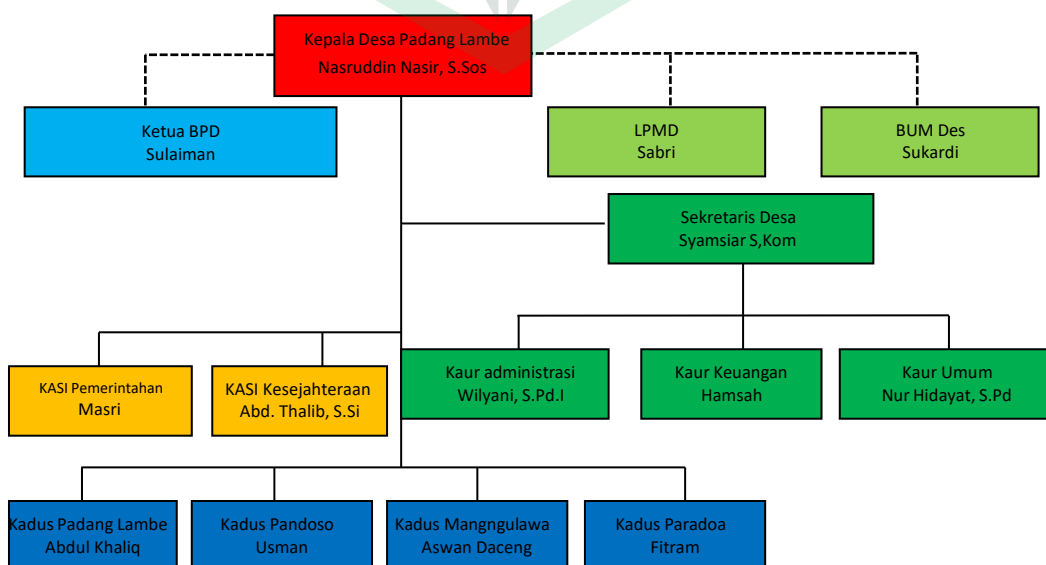 Kepala Desa Padang Lambe
Nasruddin Nasir, S.Sos
Ketua BPD
Sulaiman
LPMD
Sabri
BUM Des
Sukardi
Sekretaris Desa
Syamsiar S,Kom
KASI Pemerintahan
Masri
KASI Kesejahteraan
Abd. Thalib, S.Si
Kaur administrasi
Wilyani, S.Pd.I
Kaur Keuangan
Hamsah
Kaur Umum
Nur Hidayat, S.Pd
Kadus Padang Lambe
Abdul Khaliq
Kadus Pandoso
Usman
Kadus Mangngulawa
Aswan Daceng
Kadus Paradoa
Fitram